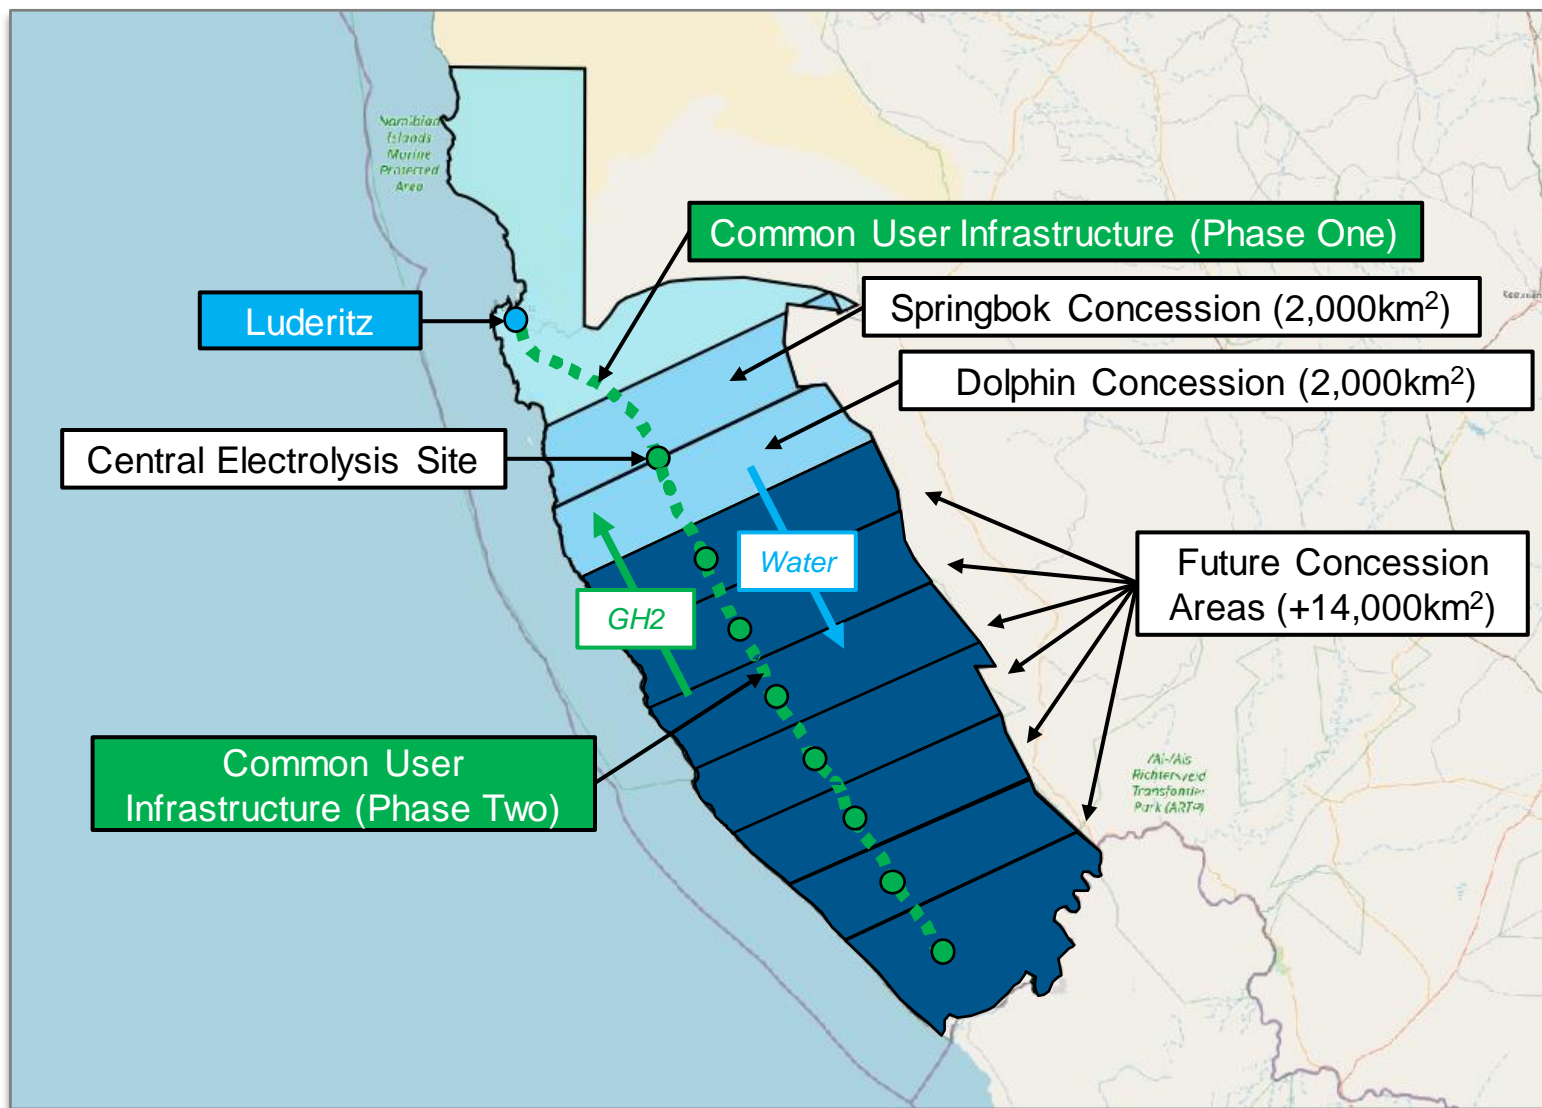 Namibian
Islands
Marine
Protected
Area
Common User Infrastructure (Phase One)
Springbok Concession (2,000km²)
Luderitz
Dolphin Concession (2,000km²)
Central Electrolysis Site
Water
GH2
Future Concession
Areas (+14,000km²)
Common User
Infrastructure (Phase Two)
/Ai-/Ais
Richtersveld
Transfontier
Park (ARTP)